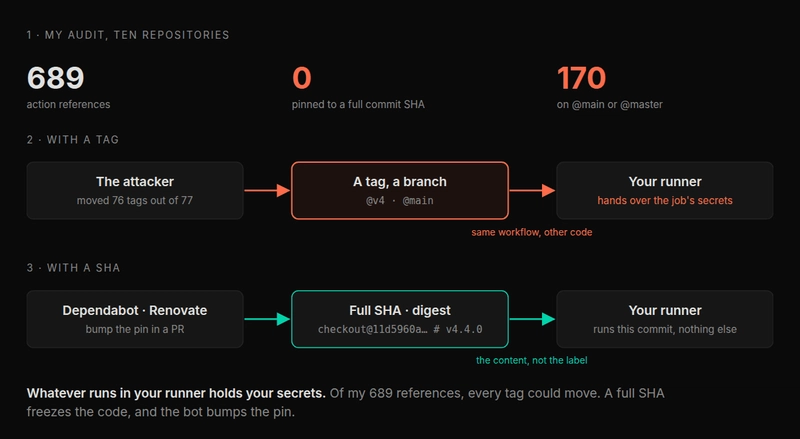 1 · MY AUDIT, TEN REPOSITORIES
689
0
170
action references
pinned to a full commit SHA
on @main or @master
2 · WITH A TAG
The attacker
A tag, a branch
Your runner
moved 76 tags out of 77
@v4 · @main
hands over the job's secrets
same workflow, other code
3 · WITH A SHA
Dependabot · Renovate
Full SHA · digest
Your runner
bump the pin in a PR
checkout@11d5960a… # v4.4.0
runs this commit, nothing else
the content, not the label
Whatever runs in your runner holds your secrets. Of my 689 references, every tag could move. A full SHA
freezes the code, and the bot bumps the pin.